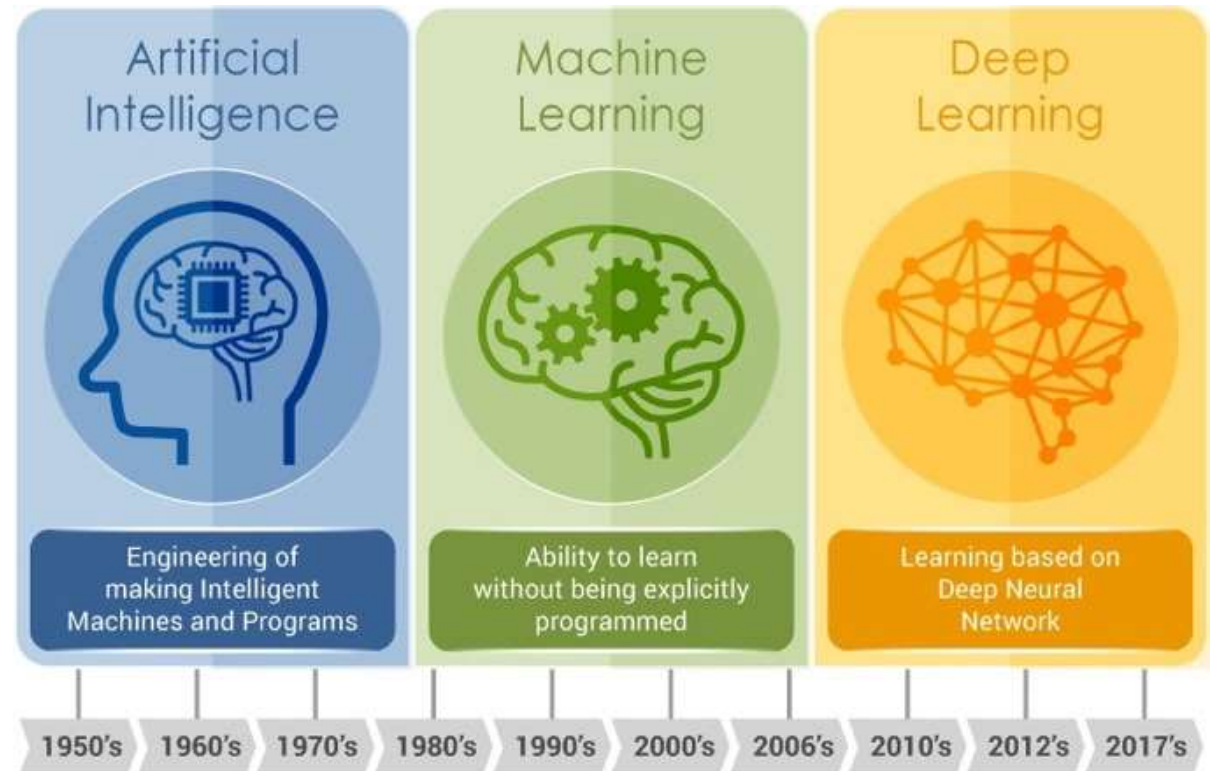 Artificial
Intelligence
Machine
Learning
Deep
Learning
Engineering of
making Intelligent
Machines and Programs
Ability to learn
without being explicitly
programmed
Learning based on
Deep Neural
Network
1950's 1960's 1970's 1980's 1990's 2000's 2006's 2010's 2012's 2017's